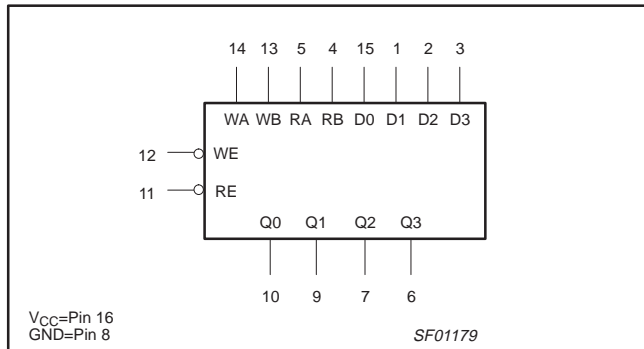 14 13 5 4 15 1 2 3
WA WB RA RB D0 D1 D2 D3
12 WE
11 RE
Q0 Q1 Q2 Q3
10 9 7 6
VCC=Pin 16
GND=Pin 8
SF01179